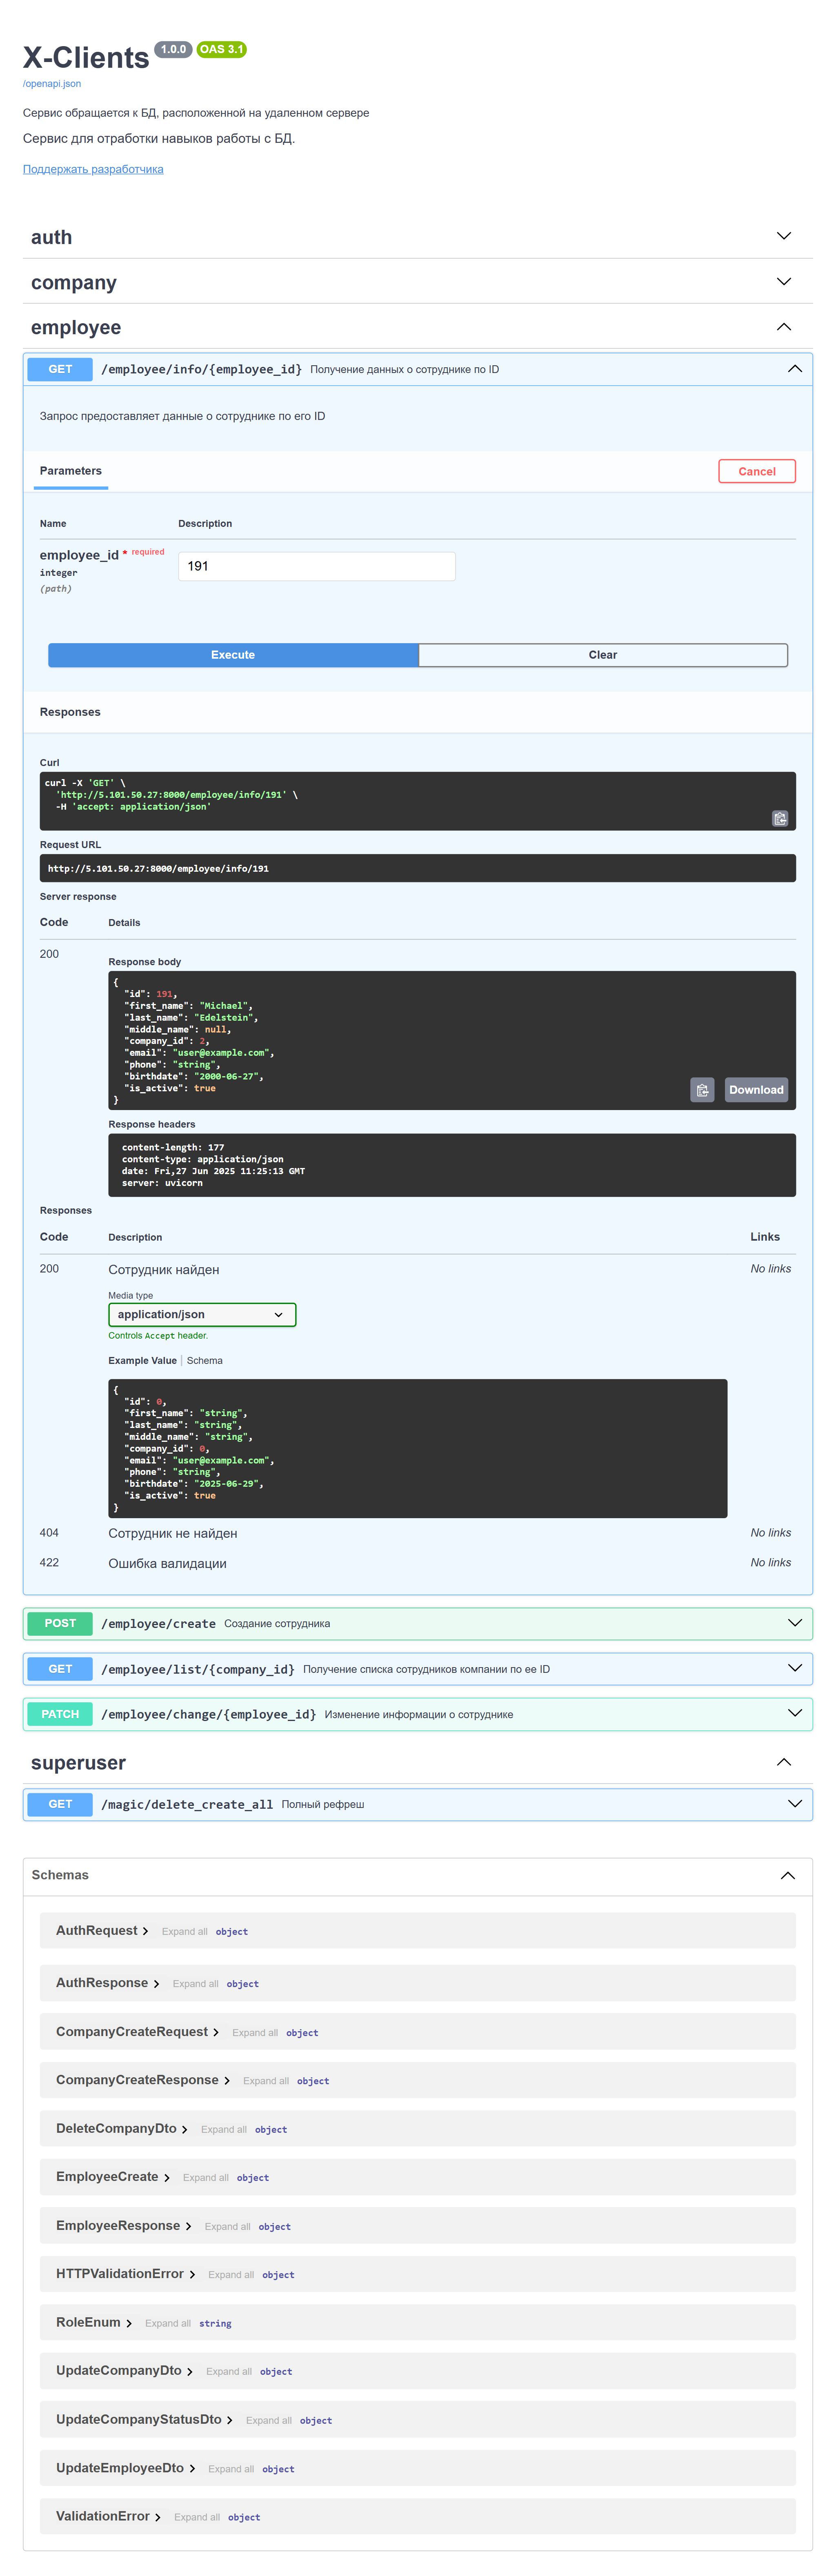 X-Clients 1.0.0 OAS 3.1
/openapi.json
Сервис обращается к БД, расположенной на удаленном сервере
Сервис для отработки навыков работы с БД.
Поддержать разработчика
auth
company
employee
GET /employee/info/{employee_id} Получение данных о сотруднике по ID
Запрос предоставляет данные о сотруднике по его ID
Parameters Cancel
Name Description
employee_id * required
integer
(path)
191
Execute Clear
Responses
Curl
curl -X 'GET' \
'http://5.101.50.27:8000/employee/info/191' \
-H 'accept: application/json'
Request URL
http://5.101.50.27:8000/employee/info/191
Server response
Code Details
200
Response body
{
"id": 191,
"first_name": "Michael",
"last_name": "Edelstein",
"middle_name": null,
"company_id": 2,
"email": "user@example.com",
"phone": "string",
"birthdate": "2000-06-27",
"is_active": true
}
Download
Response headers
content-length: 177
content-type: application/json
date: Fri,27 Jun 2025 11:25:13 GMT
server: uvicorn
Responses
Code Description Links
200 Сотрудник найден No links
Media type
application/json
Controls Accept header.
Example Value | Schema
{
"id": 0,
"first_name": "string",
"last_name": "string",
"middle_name": "string",
"company_id": 0,
"email": "user@example.com",
"phone": "string",
"birthdate": "2025-06-29",
"is_active": true
}
404 Сотрудник не найден No links
422 Ошибка валидации No links
POST /employee/create Создание сотрудника
GET /employee/list/{company_id} Получение списка сотрудников компании по ее ID
PATCH /employee/change/{employee_id} Изменение информации о сотруднике
superuser
GET /magic/delete_create_all Полный рефреш
Schemas
AuthRequest Expand all object
AuthResponse Expand all object
CompanyCreateRequest Expand all object
CompanyCreateResponse Expand all object
DeleteCompanyDto Expand all object
EmployeeCreate Expand all object
EmployeeResponse Expand all object
HTTPValidationError Expand all object
RoleEnum Expand all string
UpdateCompanyDto Expand all object
UpdateCompanyStatusDto Expand all object
UpdateEmployeeDto Expand all object
ValidationError Expand all object